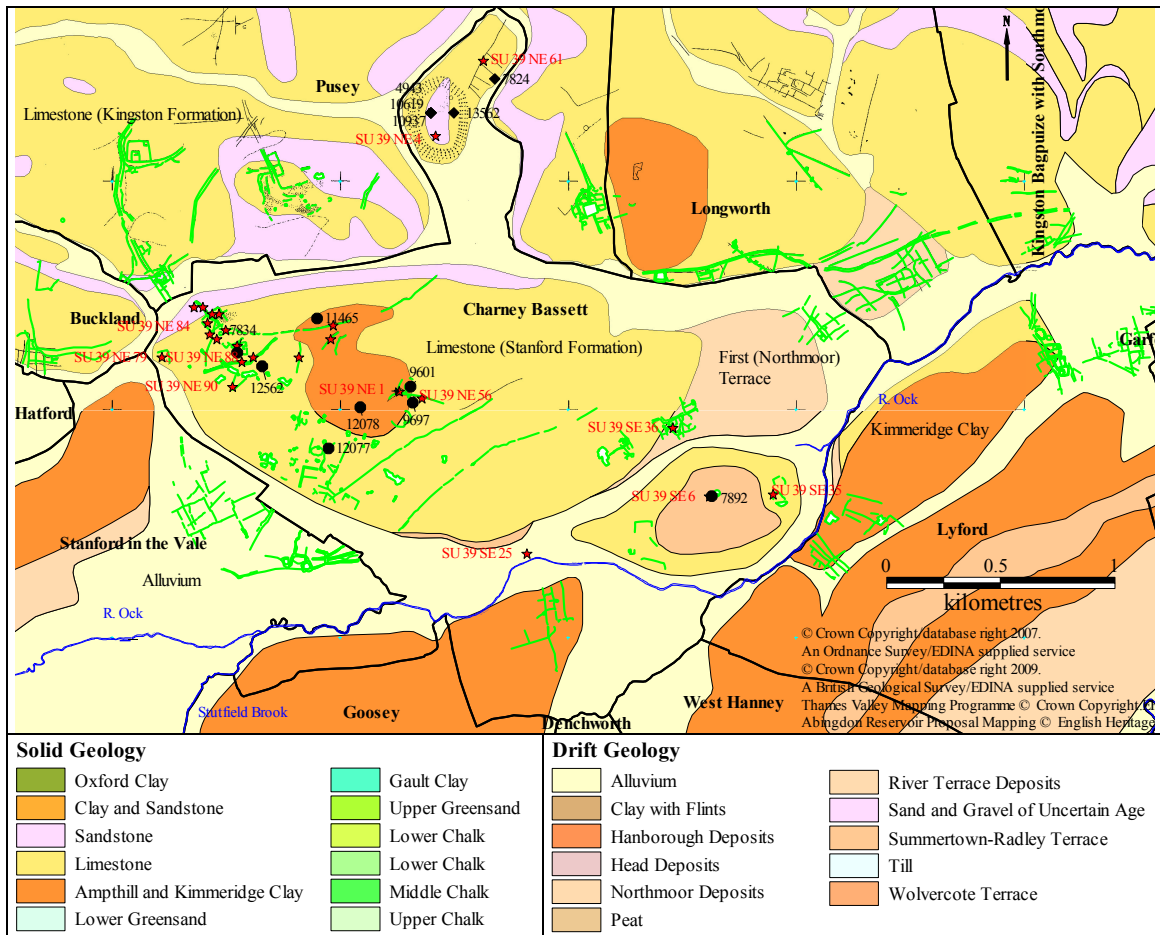 N
SU 39 NE 61
7824
Pusey
4943
10619
10937
13562
SU 39 NE 4
Limestone (Kingston Formation)
Kingston Bagpuize with Southmo
Longworth
Charney Bassett
Buckland
SU 39 NE 84
7834
11465
Limestone (Stanford Formation)
Garf
SU 39 NE 79
SU 39 NE 88
First (Northmoor)
Terrace
SU 39 NE 90
12562
SU 39 NE 1
9601
SU 39 NE 56
9697
R. Ock
Hatford
12078
SU 39 SE 36
Kimmeridge Clay
12077
SU 39 SE 6
7892
SU 39 SE 35
Lyford
Stanford in the Vale
SU 39 SE 25
Alluvium
0 0.5 1
kilometres
R. Ock
© Crown Copyright/database right 2007.
An Ordnance Survey/EDINA supplied service
© Crown Copyright/database right 2009.
A British Geological Survey/EDINA supplied service
Thames Valley Mapping Programme © Crown Copyright.
Abingdon Reservoir Proposal Mapping © English Heritage
Stutfield Brook
Goosey
Denchworth
West Hanney
Solid Geology
Oxford Clay
Clay and Sandstone
Sandstone
Limestone
Ampthill and Kimmeridge Clay
Lower Greensand
Gault Clay
Upper Greensand
Lower Chalk
Lower Chalk
Middle Chalk
Upper Chalk
Drift Geology
Alluvium
Clay with Flints
Hanborough Deposits
Head Deposits
Northmoor Deposits
Peat
River Terrace Deposits
Sand and Gravel of Uncertain Age
Summertown-Radley Terrace
Till
Wolvercote Terrace